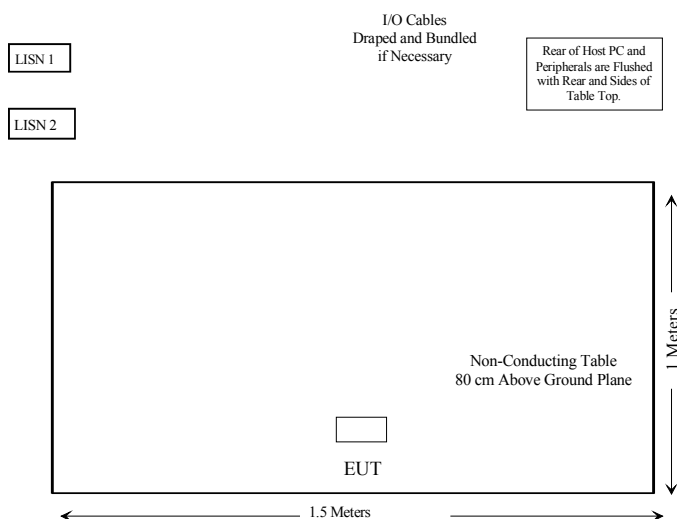 I/O Cables
Draped and Bundled
if Necessary
LISN 1
Rear of Host PC and
Peripherals are Flushed
with Rear and Sides of
Table Top.
LISN 2
1 Meters
Non-Conducting Table
80 cm Above Ground Plane
EUT
1.5 Meters